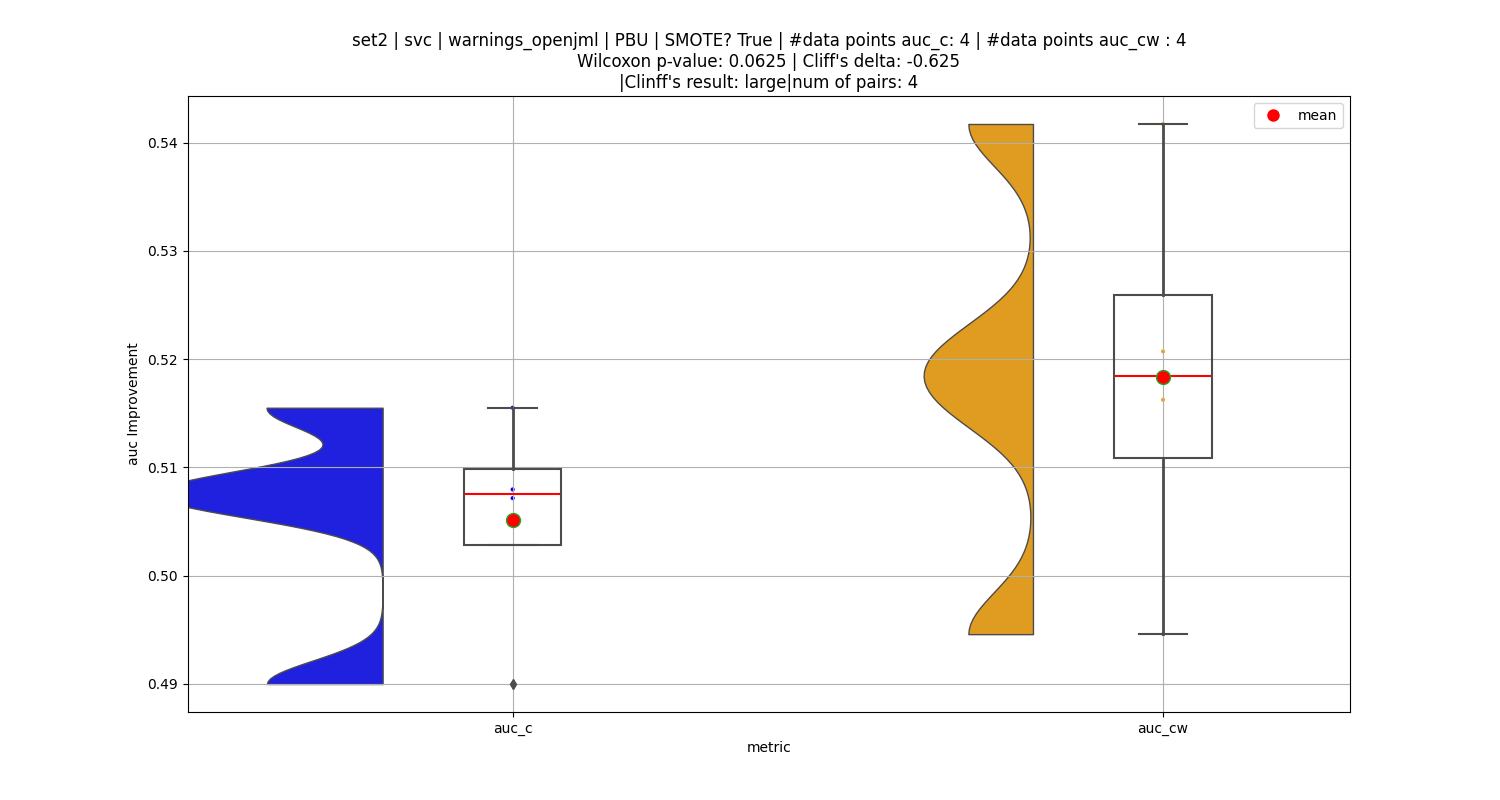 set2 | svc | warnings_openjml | PBU | SMOTE? True | #data points auc_c: 4 | #data points auc_cw : 4
Wilcoxon p-value: 0.0625 | Cliff's delta: -0.625
|Clinff's result: large|num of pairs: 4
mean
0.54
0.53
0.52
0.51
0.50
0.49
auc Improvement
auc_c
auc_cw
metric